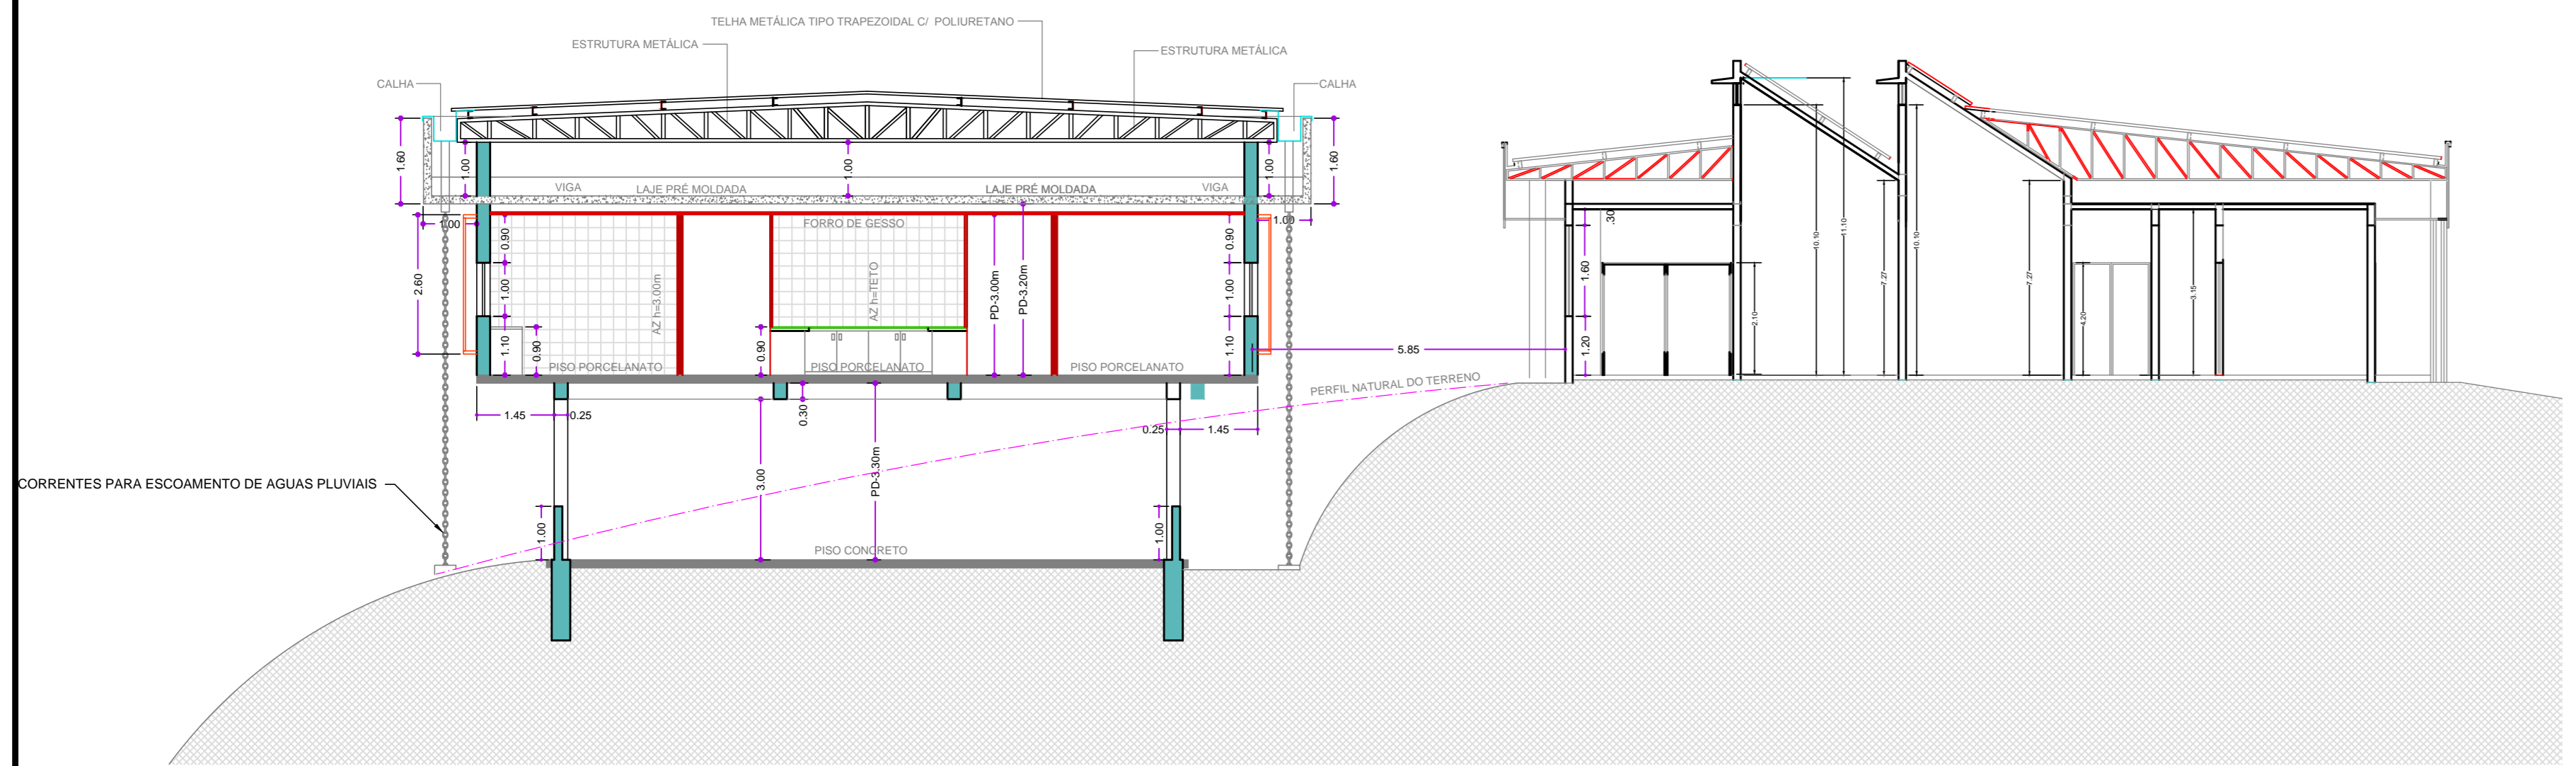 TELHA METÁLICA TIPO TRAPEZOIDAL C/ POLIURETANO
ESTRUTURA METÁLICA
ESTRUTURA METÁLICA
CALHA
CALHA
1.60
1.00
1.00
1.00
1.60
VIGA
LAJE PRÉ MOLDADA
LAJE PRÉ MOLDADA
VIGA
1.00
1.00
FORRO DE GESSO
2.60
0.90
1.00
1.10
0.90
AZ h=3.00m
0.90
AZ h=TETO
PD-3.00m
PD-3.20m
0.90
1.00
1.10
PISO PORCELANATO
PISO PORCELANATO
PISO PORCELANATO
5.85
PERFIL NATURAL DO TERRENO
1.45
0.25
0.30
0.25
1.45
3.00
PD-3.30m
CORRENTES PARA ESCOAMENTO DE AGUAS PLUVIAIS
1.00
1.00
PISO CONCRETO
.30
1.60
1.20
2.10
10.10
11.10
7.27
10.10
7.27
4.20
3.15